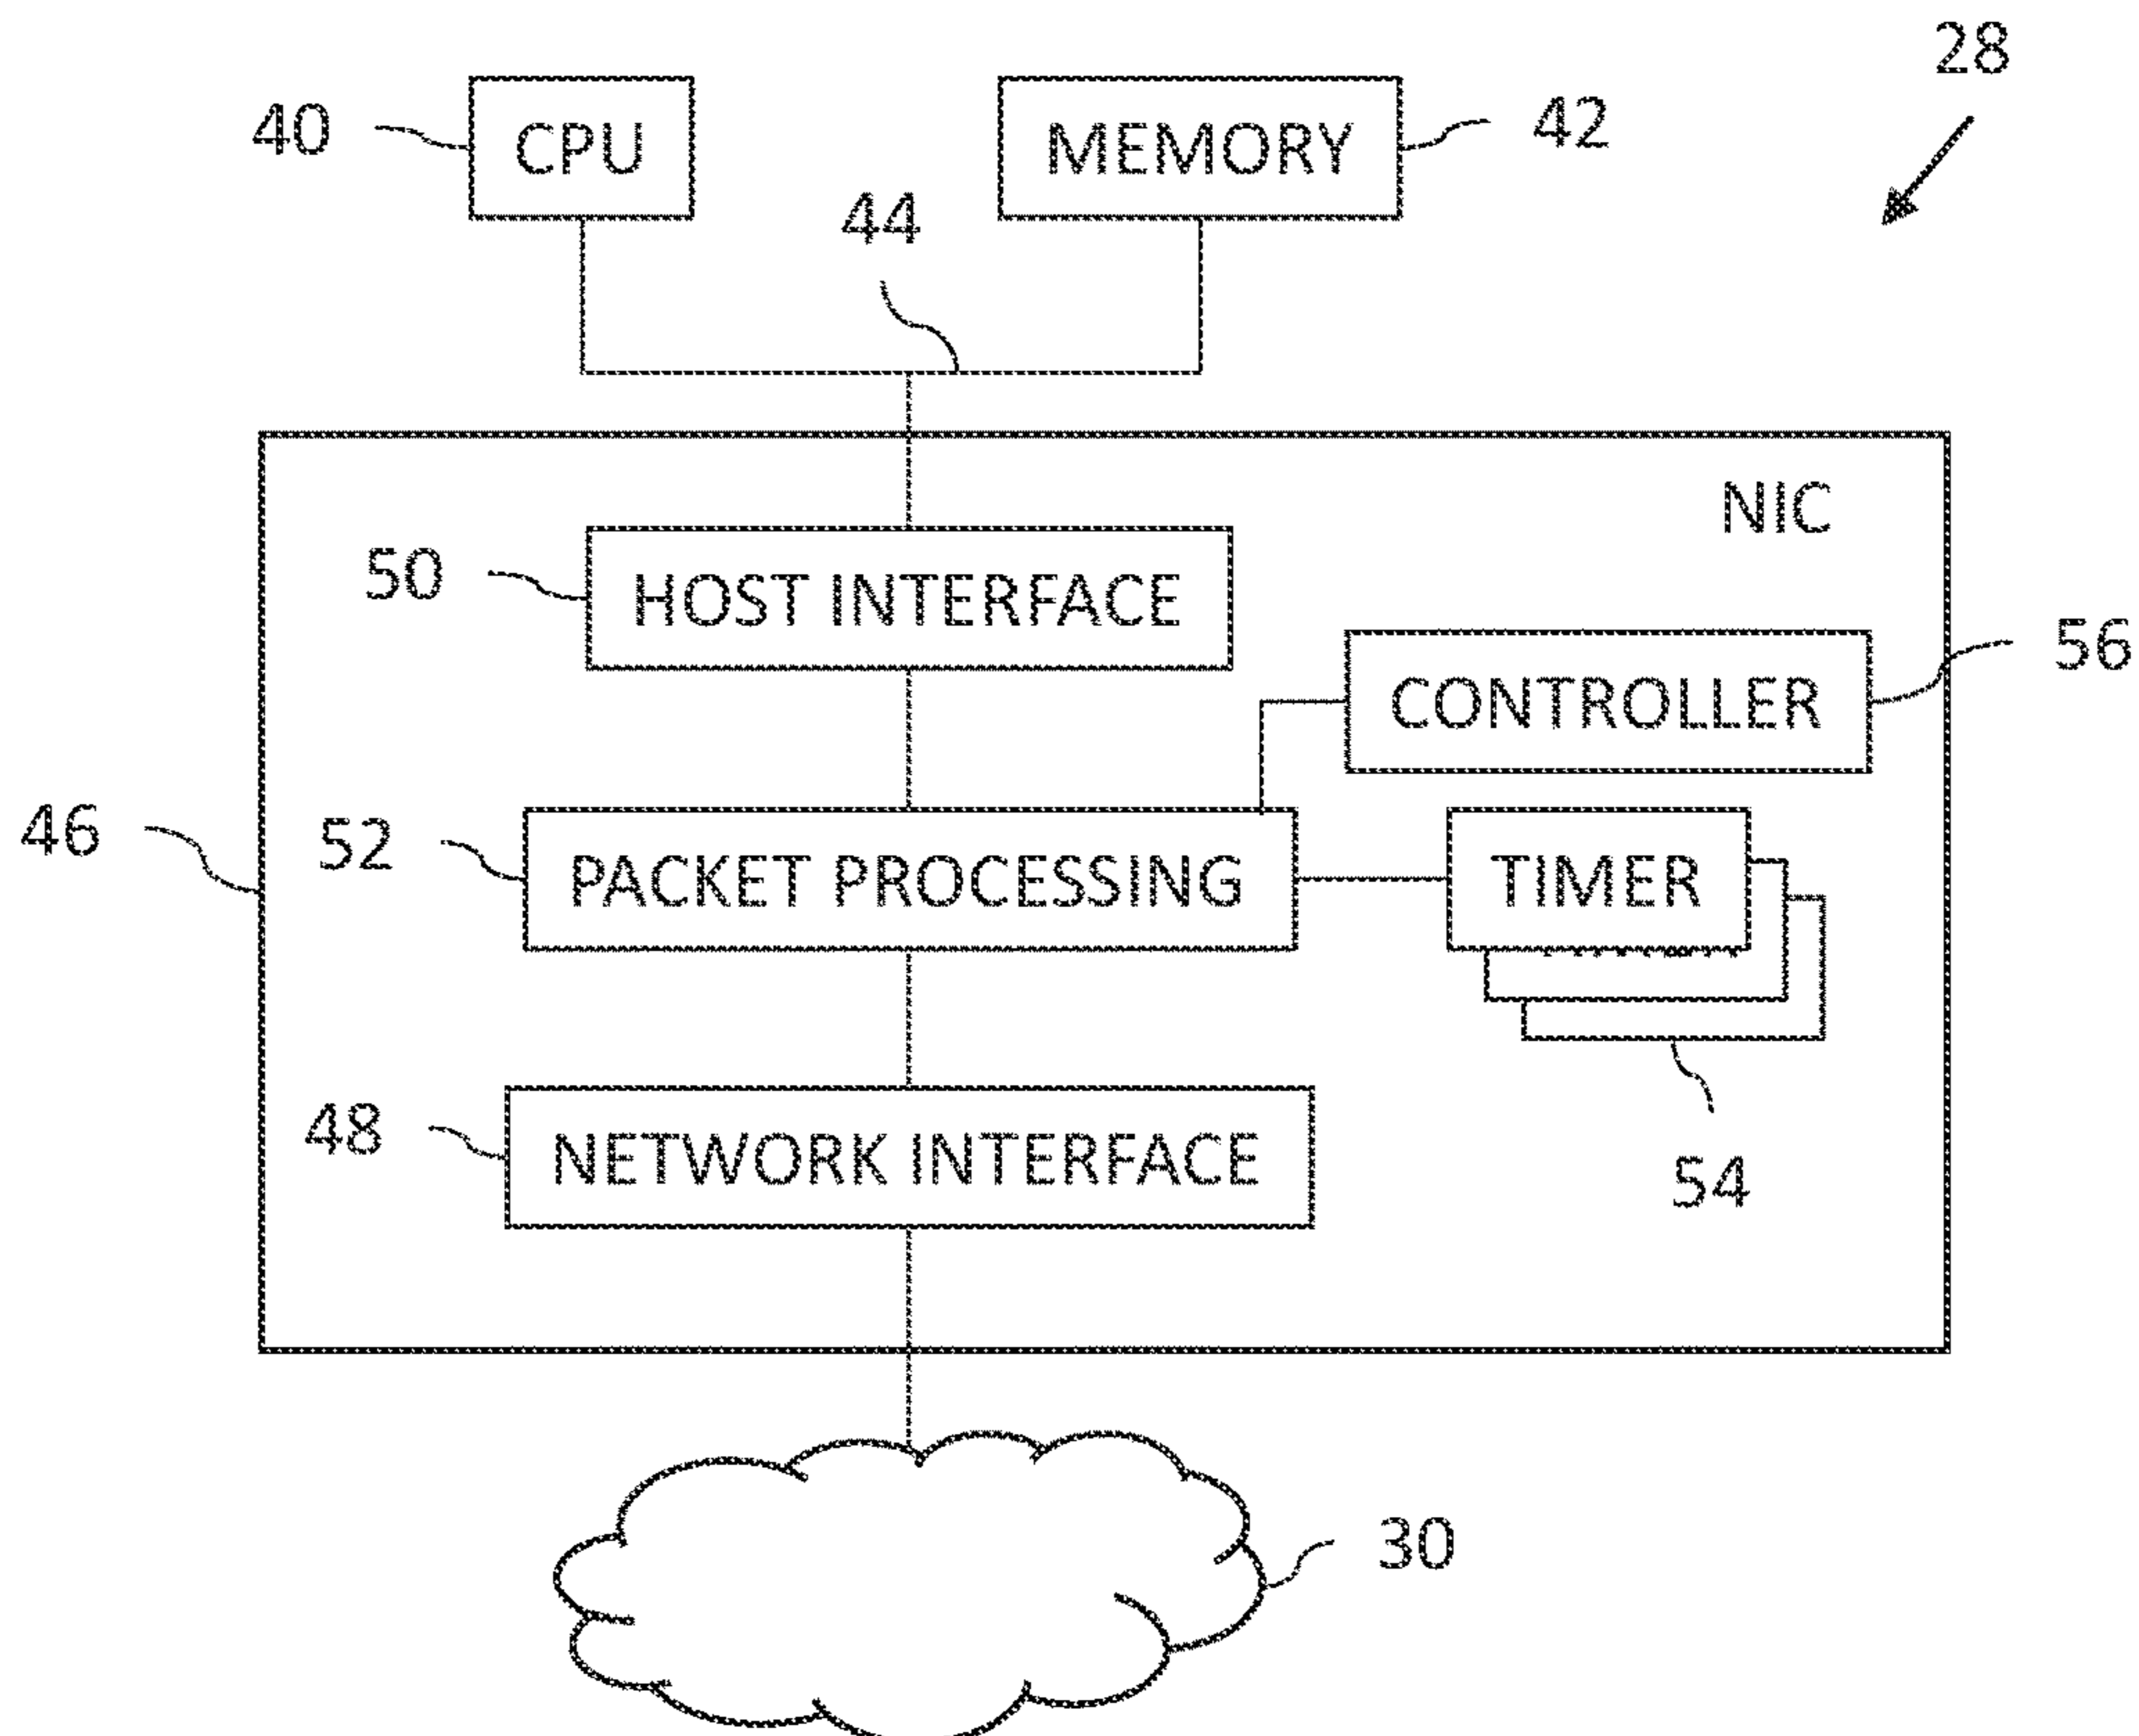 28
40 CPU MEMORY 42
44
NIC
50 HOST INTERFACE
CONTROLLER 56
46 52 PACKET PROCESSING TIMER
48 NETWORK INTERFACE
54
30